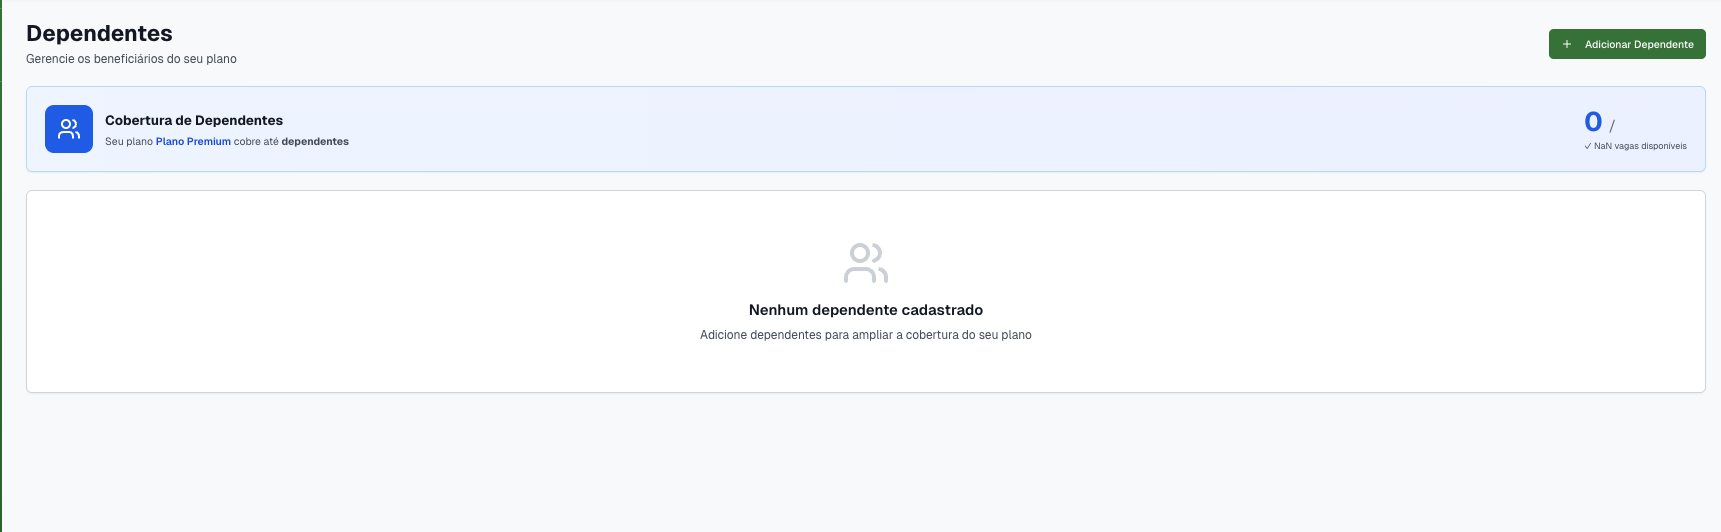 Dependentes
Gerencie os beneficiários do seu plano
+ Adicionar Dependente
Cobertura de Dependentes
Seu plano Plano Premium cobre até dependentes
0 /
✓ NaN vagas disponíveis
Nenhum dependente cadastrado
Adicione dependentes para ampliar a cobertura do seu plano